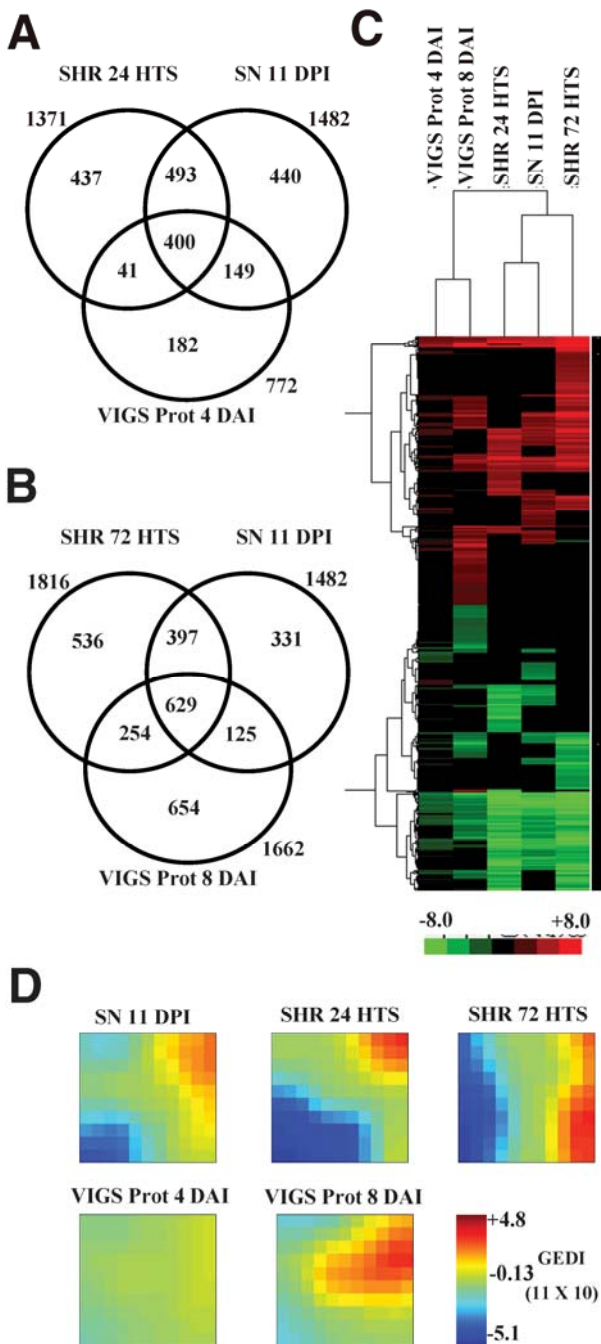 A
SHR 24 HTS
SN 11 DPI
1371
1482
437
493
440
400
41
149
182
772
VIGS Prot 4 DAI
B
SHR 72 HTS
SN 11 DPI
1816
1482
536
397
331
629
254
125
654
1662
VIGS Prot 8 DAI
C
VIGS Prot 4 DAI
VIGS Prot 8 DAI
SHR 24 HTS
SN 11 DPI
SHR 72 HTS
-8.0
+8.0
D
SN 11 DPI
SHR 24 HTS
SHR 72 HTS
VIGS Prot 4 DAI
VIGS Prot 8 DAI
+4.8
-0.13
-5.1
GEDI
(11 X 10)